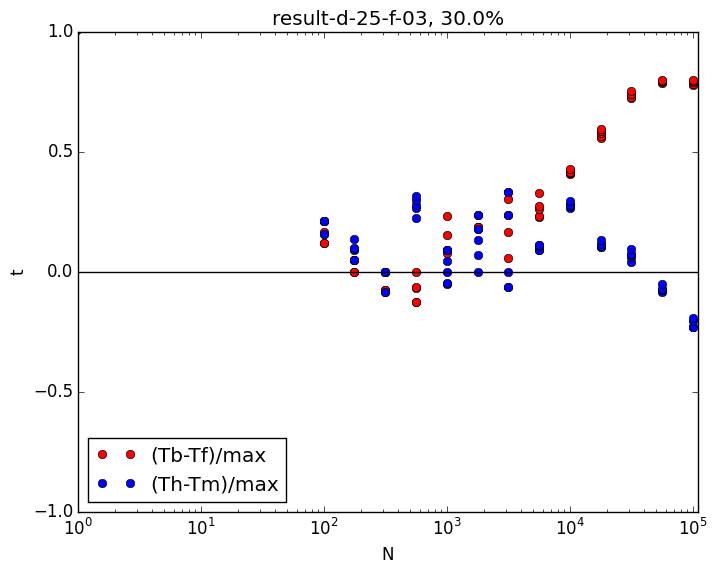 result-d-25-f-03, 30.0%
1.0
0.5
0.0
−0.5
−1.0
t
(Tb-Tf)/max
(Th-Tm)/max
10^0 10^1 10^2 10^3 10^4 10^5
N